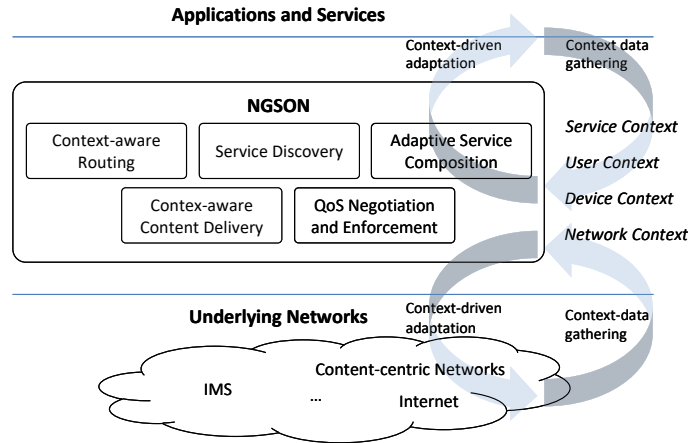 Applications and Services
Context-driven
adaptation
Context data
gathering
NGSON
Context-aware
Routing
Service Discovery
Adaptive Service
Composition
Contex-aware
Content Delivery
QoS Negotiation
and Enforcement
Service Context
User Context
Device Context
Network Context
Underlying Networks
Context-driven
adaptation
Context-data
gathering
Content-centric Networks
IMS
...
Internet